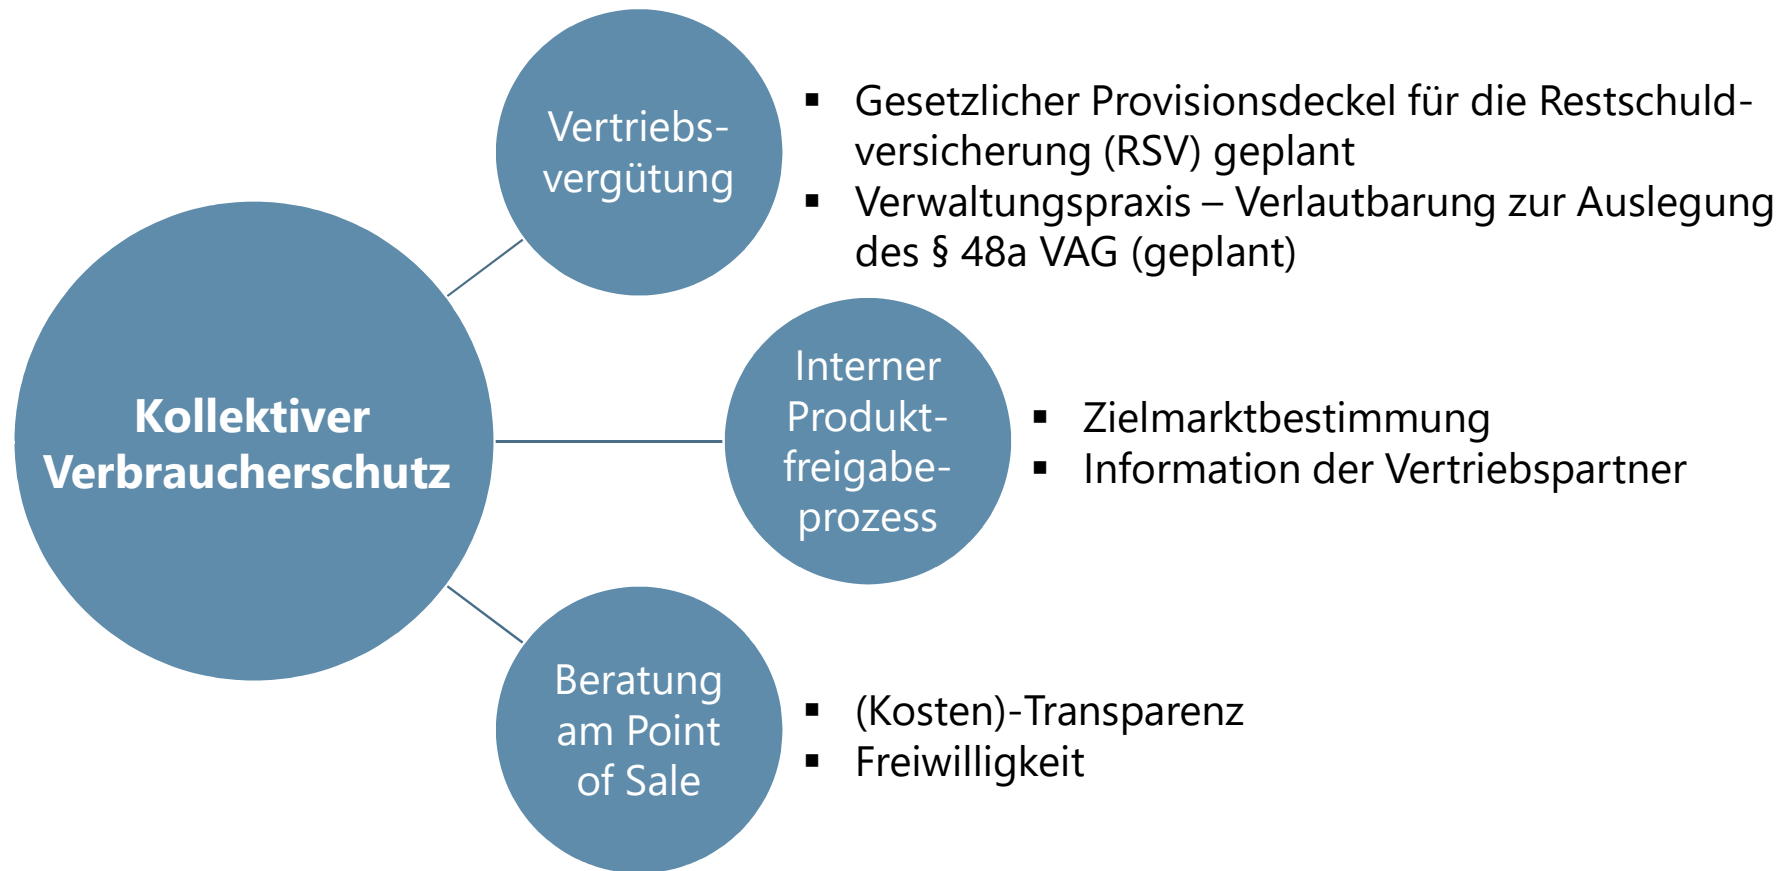 Kollektiver
Verbraucherschutz
Vertriebs-
vergütung
▪ Gesetzlicher Provisionsdeckel für die Restschuld-
versicherung (RSV) geplant
▪ Verwaltungspraxis – Verlautbarung zur Auslegung
des § 48a VAG (geplant)
Interner
Produkt-
freigabe-
prozess
▪ Zielmarktbestimmung
▪ Information der Vertriebspartner
Beratung
am Point
of Sale
▪ (Kosten)-Transparenz
▪ Freiwilligkeit